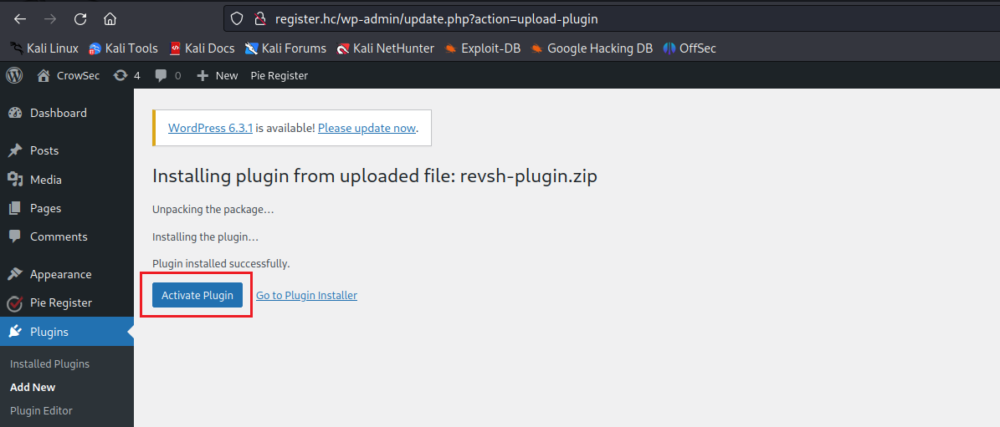 register.hc/wp-admin/update.php?action=upload-plugin
Kali Linux Kali Tools Kali Docs Kali Forums Kali NetHunter Exploit-DB Google Hacking DB OffSec
CrowSec 4 0 New Pie Register
Dashboard
Posts
Media
Pages
Comments
Appearance
Pie Register
Plugins
Installed Plugins
Add New
Plugin Editor
WordPress 6.3.1 is available! Please update now.
Installing plugin from uploaded file: revsh-plugin.zip
Unpacking the package…
Installing the plugin…
Plugin installed successfully.
Activate Plugin Go to Plugin Installer